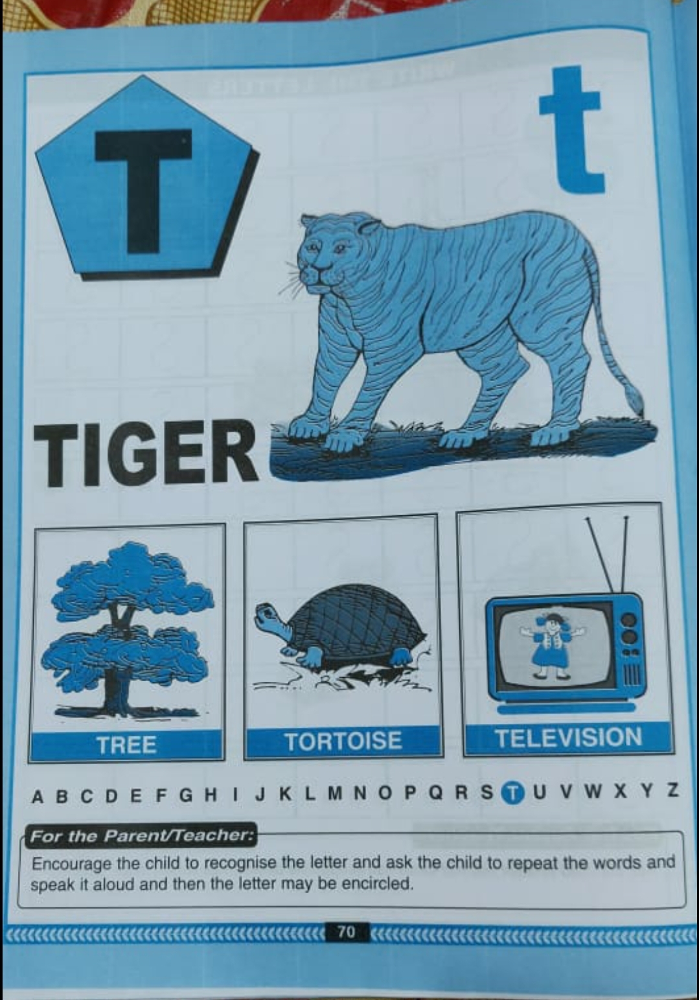 T
t
TIGER
TREE
TORTOISE
TELEVISION
A B C D E F G H I J K L M N O P Q R S T U V W X Y Z
For the Parent/Teacher:
Encourage the child to recognise the letter and ask the child to repeat the words and
speak it aloud and then the letter may be encircled.
70